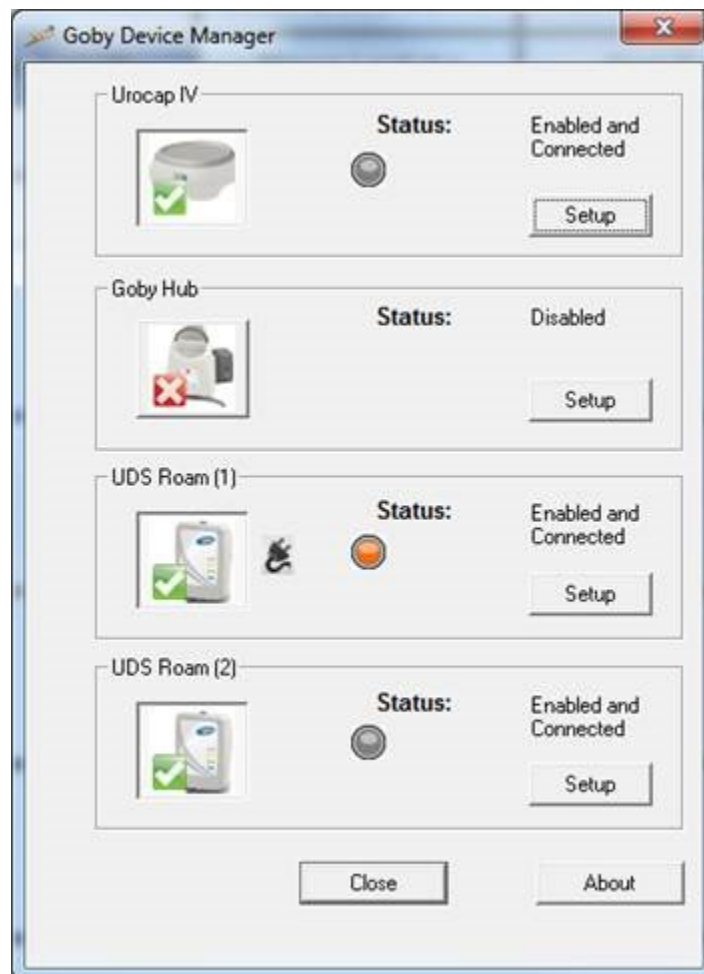 Goby Device Manager
Urocap IV
Status:
Enabled and
Connected
Setup
Goby Hub
Status:
Disabled
Setup
UDS Roam (1)
Status:
Enabled and
Connected
Setup
UDS Roam (2)
Status:
Enabled and
Connected
Setup
Close
About